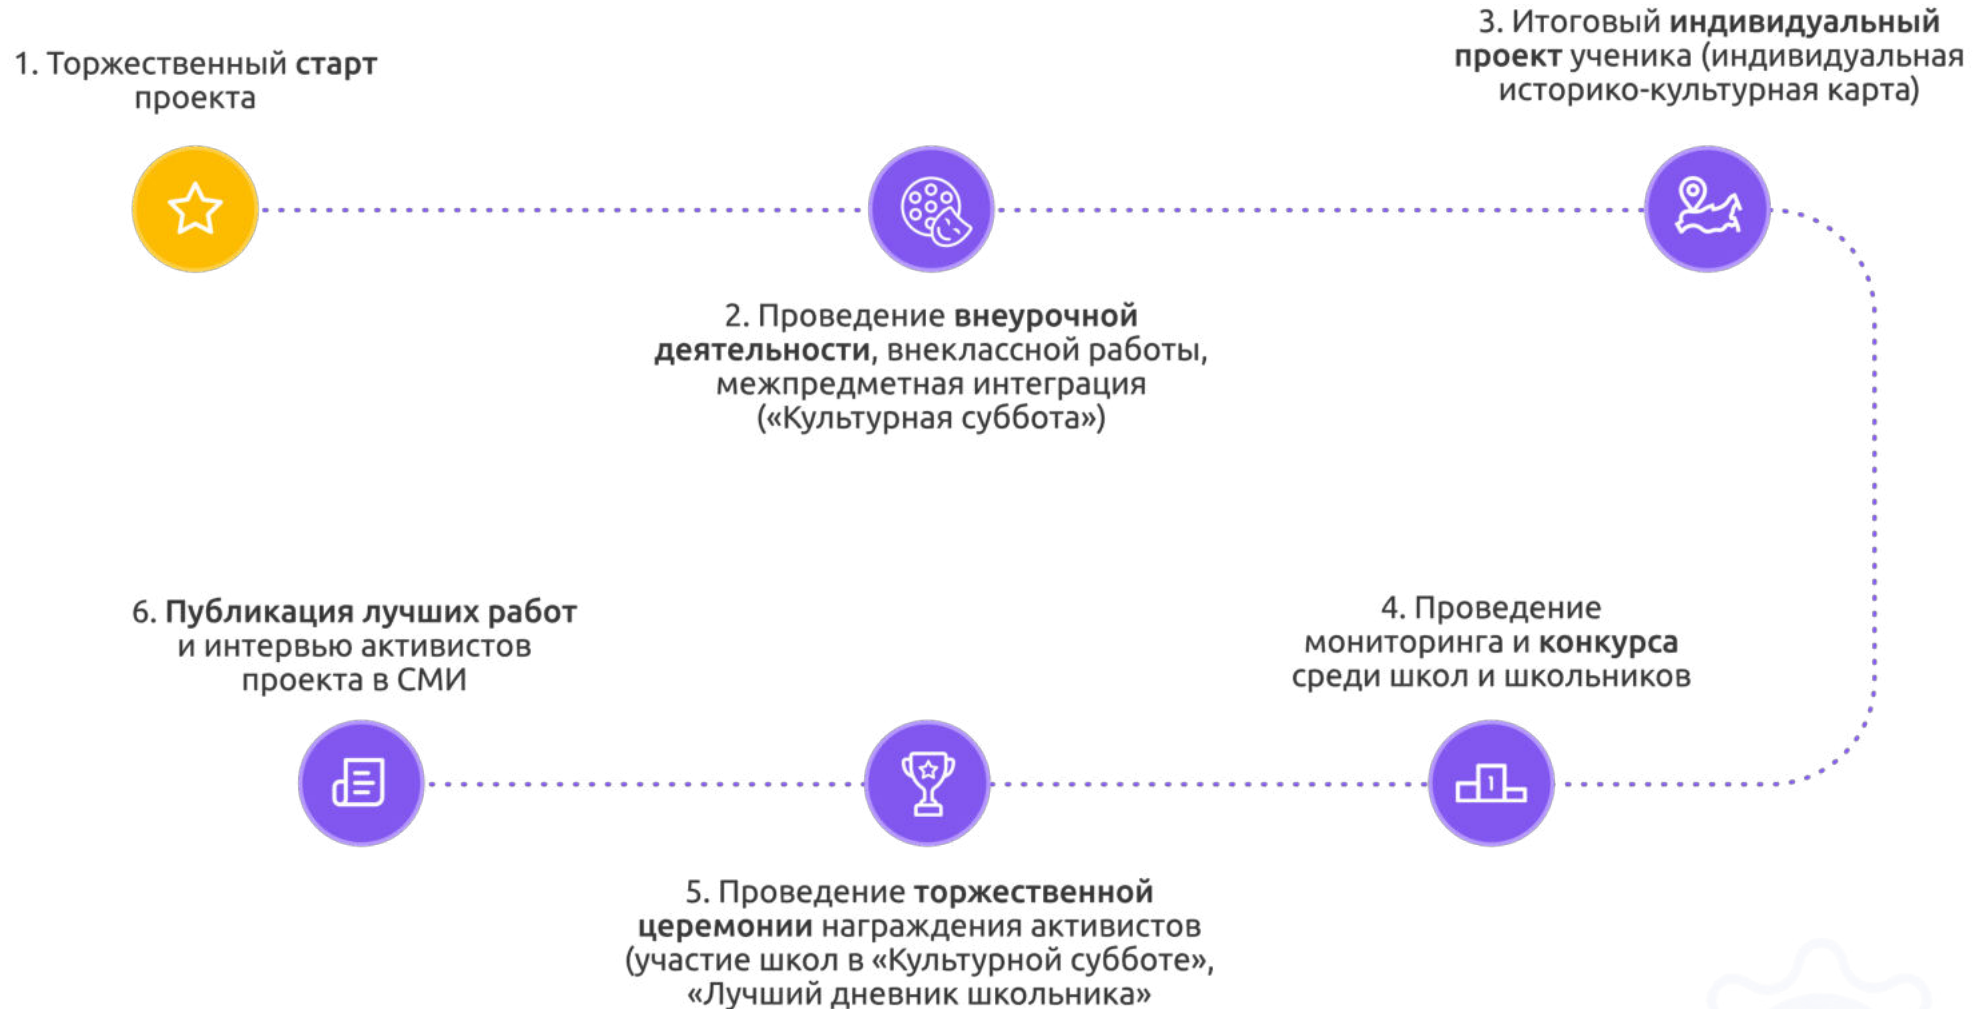 1. Торжественный старт
проекта
2. Проведение внеурочной
деятельности, внеклассной работы,
межпредметная интеграция
(«Культурная суббота»)
3. Итоговый индивидуальный
проект ученика (индивидуальная
историко-культурная карта)
4. Проведение
мониторинга и конкурса
среди школ и школьников
1
5. Проведение торжественной
церемонии награждения активистов
(участие школ в «Культурной субботе»,
«Лучший дневник школьника»
6. Публикация лучших работ
и интервью активистов
проекта в СМИ